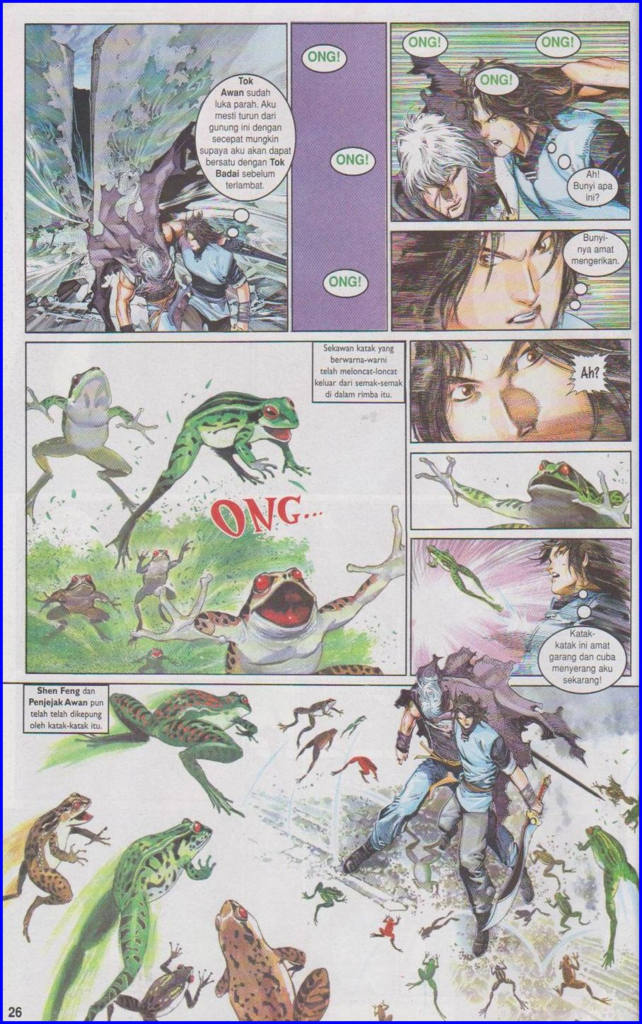 Tok
Awan sudah
luka parah. Aku
mesti turun dari
gunung ini dengan
secepat mungkin
supaya aku akan dapat
bersatu dengan Tok
Badai sebelum
terlambat.
ONG!
ONG!
ONG!
ONG!
ONG!
ONG!
Ah!
Bunyi apa
ini?
Bunyi-
nya amat
mengerikan.
Sekawan katak yang
berwarna-warni
telah meloncat-loncat
keluar dari semak-semak
di dalam rimba itu.
ONG...
Ah?
Katak-
katak ini amat
garang dan cuba
menyerang aku
sekarang!
Shen Feng dan
Penjejak Awan pun
telah telah dikepung
oleh katak-katak itu.
26